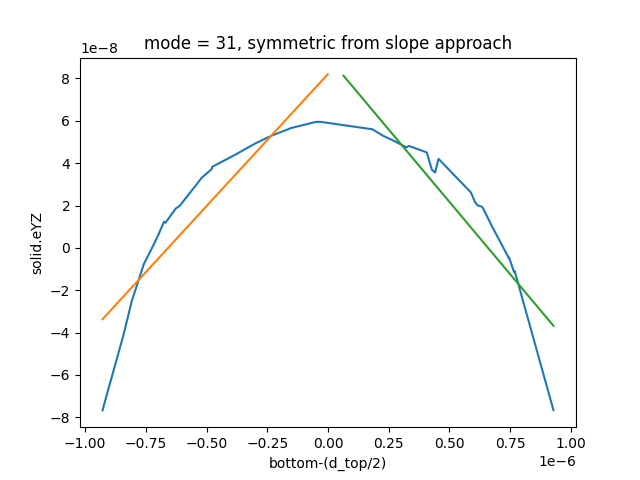 mode = 31, symmetric from slope approach
1e−8
8
6
4
2
0
−2
−4
−6
−8
solid.eYZ
−1.00 −0.75 −0.50 −0.25 0.00 0.25 0.50 0.75 1.00
1e−6
bottom-(d_top/2)